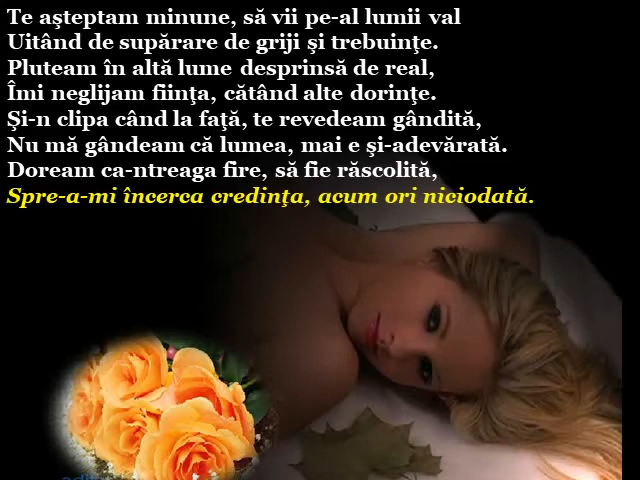 Te aşteptam minune, să vii pe-al lumii val
Uitând de supărare de griji şi trebuinţe.
Pluteam în altă lume desprinsă de real,
Îmi neglijam fiinţa, cătând alte dorinţe.
Şi-n clipa când la faţă, te revedeam gândită,
Nu mă gândeam că lumea, mai e şi-adevărată.
Doream ca-ntreaga fire, să fie răscolită,
Spre-a-mi încerca credinţa, acum ori niciodată.